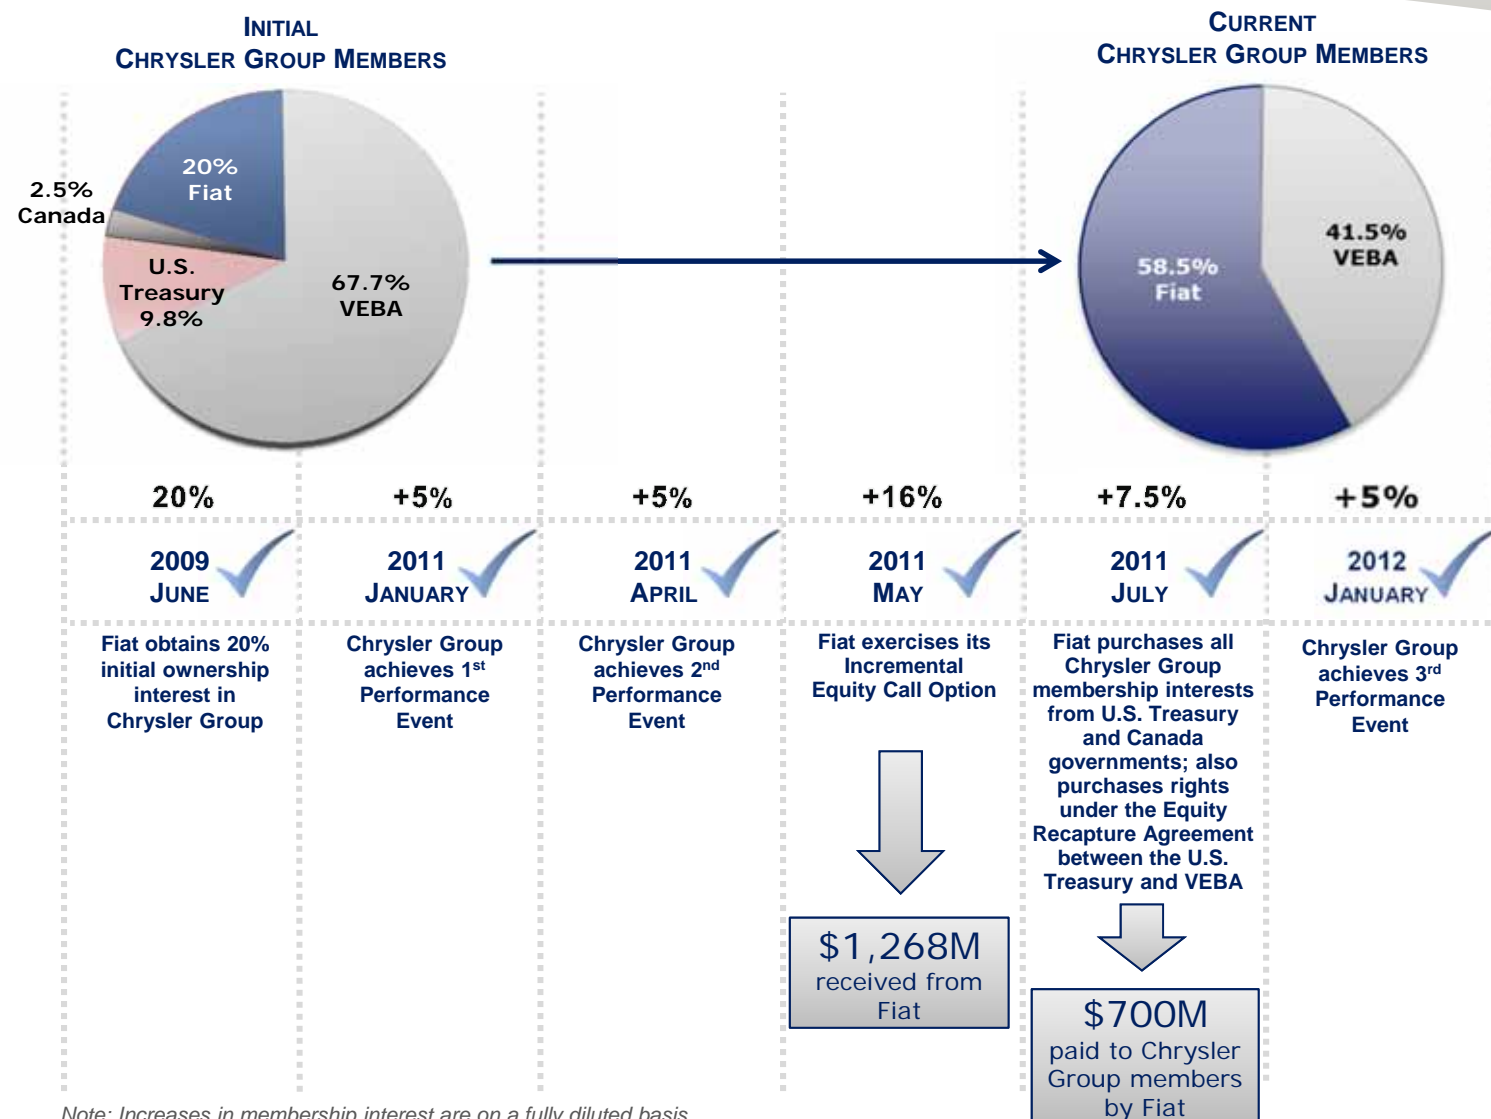 INITIAL
CHRYSLER GROUP MEMBERS
CURRENT
CHRYSLER GROUP MEMBERS
20%
Fiat
2.5%
Canada
U.S.
Treasury
9.8%
67.7%
VEBA
58.5%
Fiat
41.5%
VEBA
20%
+5%
+5%
+16%
+7.5%
+5%
2009
JUNE
2011
JANUARY
2011
APRIL
2011
MAY
2011
JULY
2012
JANUARY
Fiat obtains 20%
initial ownership
interest in
Chrysler Group
Chrysler Group
achieves 1st
Performance
Event
Chrysler Group
achieves 2nd
Performance
Event
Fiat exercises its
Incremental
Equity Call Option
Fiat purchases all
Chrysler Group
membership interests
from U.S. Treasury
and Canada
governments; also
purchases rights
under the Equity
Recapture Agreement
between the U.S.
Treasury and VEBA
Chrysler Group
achieves 3rd
Performance
Event
$1,268M
received from
Fiat
$700M
paid to Chrysler
Group members
by Fiat
Note: Increases in membership interest are on a fully diluted basis